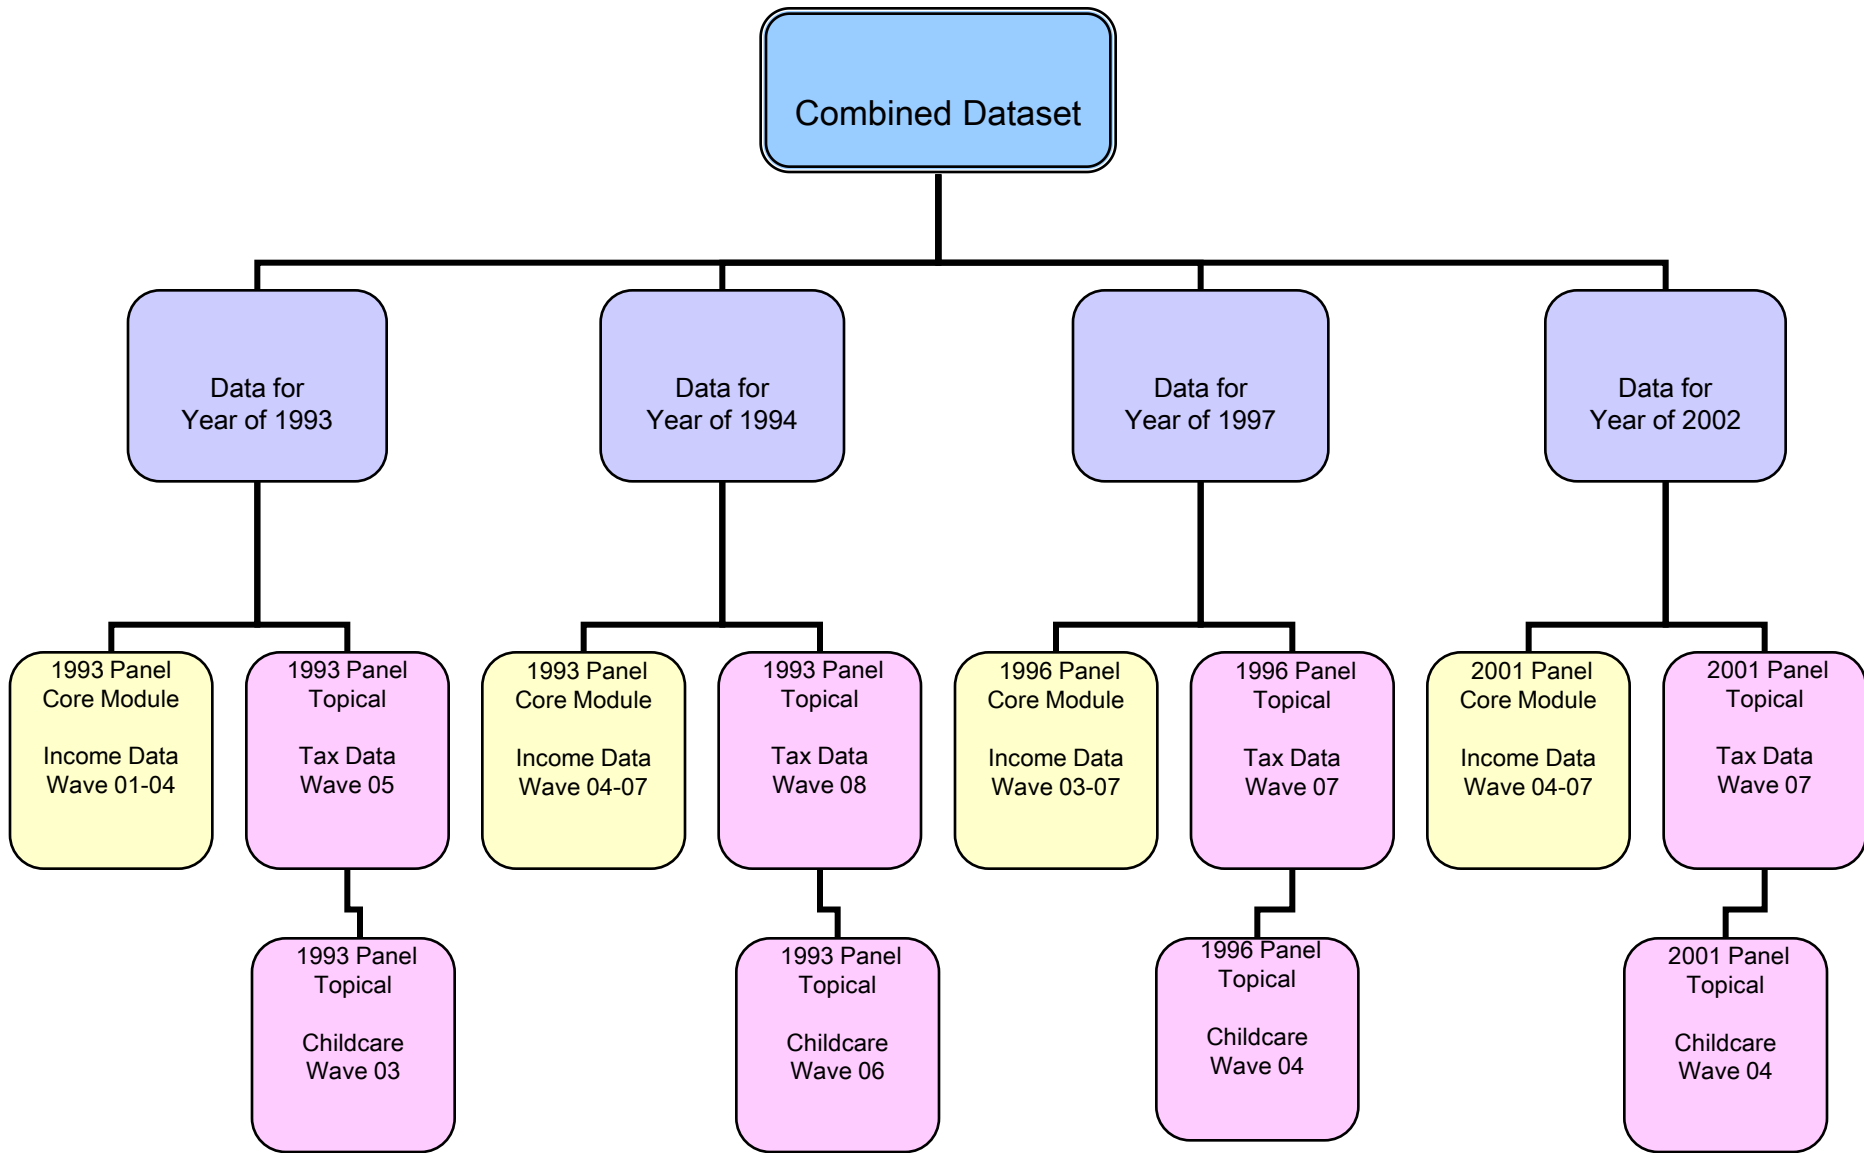 Combined Dataset
Data for
Year of 1993
Data for
Year of 1994
Data for
Year of 1997
Data for
Year of 2002
1993 Panel
Core Module
Income Data
Wave 01-04
1993 Panel
Topical
Tax Data
Wave 05
1993 Panel
Core Module
Income Data
Wave 04-07
1993 Panel
Topical
Tax Data
Wave 08
1996 Panel
Core Module
Income Data
Wave 03-07
1996 Panel
Topical
Tax Data
Wave 07
2001 Panel
Core Module
Income Data
Wave 04-07
2001 Panel
Topical
Tax Data
Wave 07
1993 Panel
Topical
Childcare
Wave 03
1993 Panel
Topical
Childcare
Wave 06
1996 Panel
Topical
Childcare
Wave 04
2001 Panel
Topical
Childcare
Wave 04